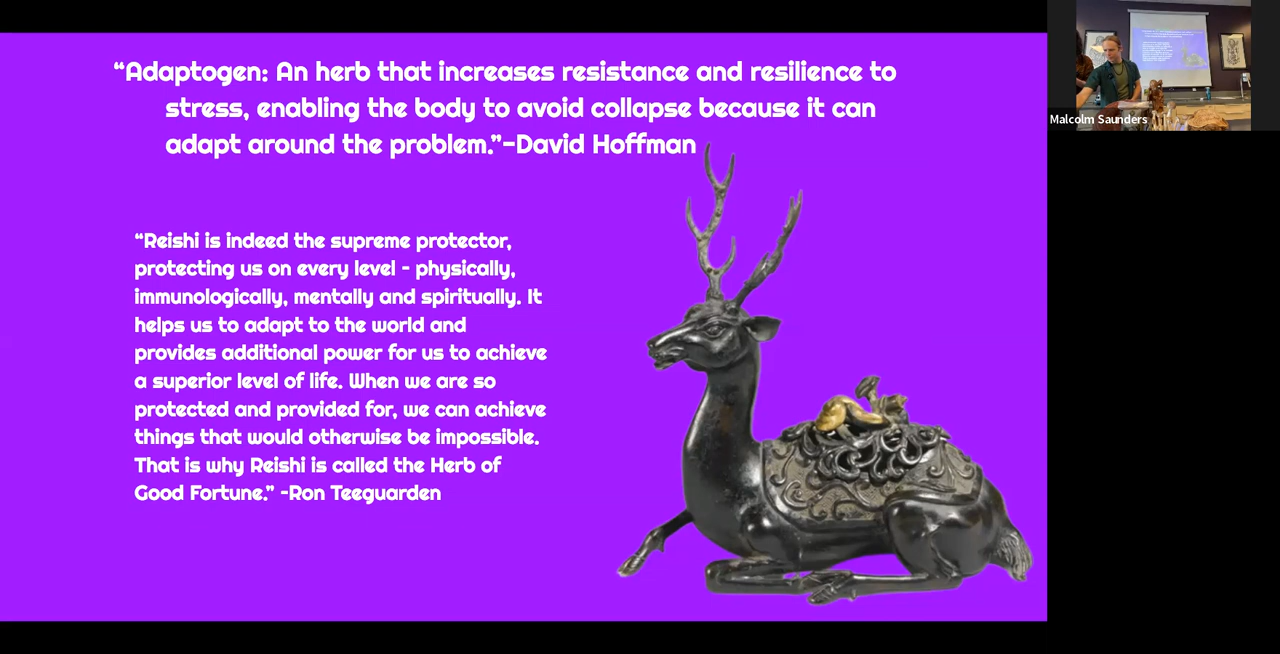 “Adaptogen: An herb that increases resistance and resilience to
stress, enabling the body to avoid collapse because it can
adapt around the problem.”-David Hoffman
“Reishi is indeed the supreme protector,
protecting us on every level - physically,
immunologically, mentally and spiritually. It
helps us to adapt to the world and
provides additional power for us to achieve
a superior level of life. When we are so
protected and provided for, we can achieve
things that would otherwise be impossible.
That is why Reishi is called the Herb of
Good Fortune.” -Ron Teeguarden
Malcolm Saunders